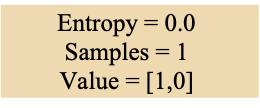 Entropy = 0.0
Samples = 1
Value = [1,0]